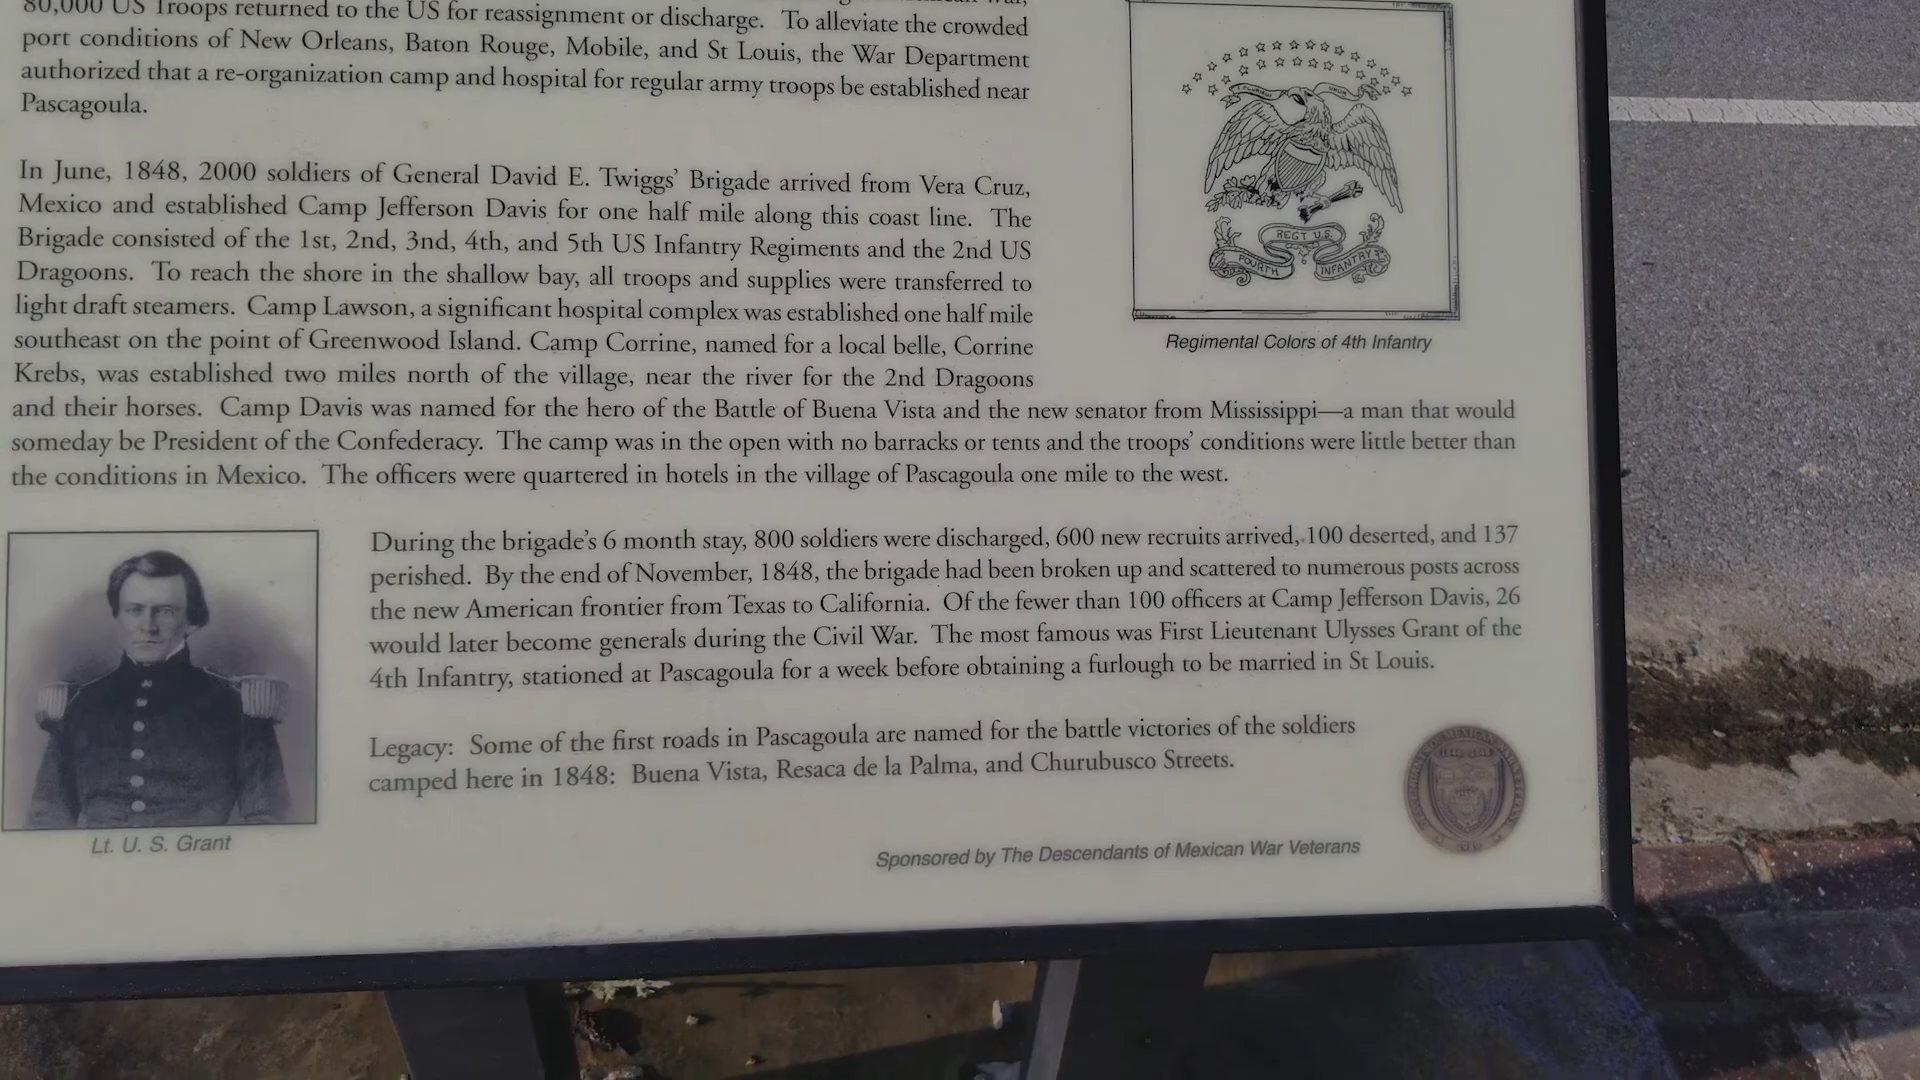 80,000 US Troops returned to the US for reassignment or discharge. To alleviate the crowded
port conditions of New Orleans, Baton Rouge, Mobile, and St Louis, the War Department
authorized that a re-organization camp and hospital for regular army troops be established near
Pascagoula.
In June, 1848, 2000 soldiers of General David E. Twiggs’ Brigade arrived from Vera Cruz,
Mexico and established Camp Jefferson Davis for one half mile along this coast line. The
Brigade consisted of the 1st, 2nd, 3nd, 4th, and 5th US Infantry Regiments and the 2nd US
Dragoons. To reach the shore in the shallow bay, all troops and supplies were transferred to
light draft steamers. Camp Lawson, a significant hospital complex was established one half mile
southeast on the point of Greenwood Island. Camp Corrine, named for a local belle, Corrine
Krebs, was established two miles north of the village, near the river for the 2nd Dragoons
and their horses. Camp Davis was named for the hero of the Battle of Buena Vista and the new senator from Mississippi—a man that would
someday be President of the Confederacy. The camp was in the open with no barracks or tents and the troops’ conditions were little better than
the conditions in Mexico. The officers were quartered in hotels in the village of Pascagoula one mile to the west.
REGT U.S.
FOURTH INFANTRY
Regimental Colors of 4th Infantry
During the brigade’s 6 month stay, 800 soldiers were discharged, 600 new recruits arrived, 100 deserted, and 137
perished. By the end of November, 1848, the brigade had been broken up and scattered to numerous posts across
the new American frontier from Texas to California. Of the fewer than 100 officers at Camp Jefferson Davis, 26
would later become generals during the Civil War. The most famous was First Lieutenant Ulysses Grant of the
4th Infantry, stationed at Pascagoula for a week before obtaining a furlough to be married in St Louis.
Legacy: Some of the first roads in Pascagoula are named for the battle victories of the soldiers
camped here in 1848: Buena Vista, Resaca de la Palma, and Churubusco Streets.
Lt. U. S. Grant
Sponsored by The Descendants of Mexican War Veterans